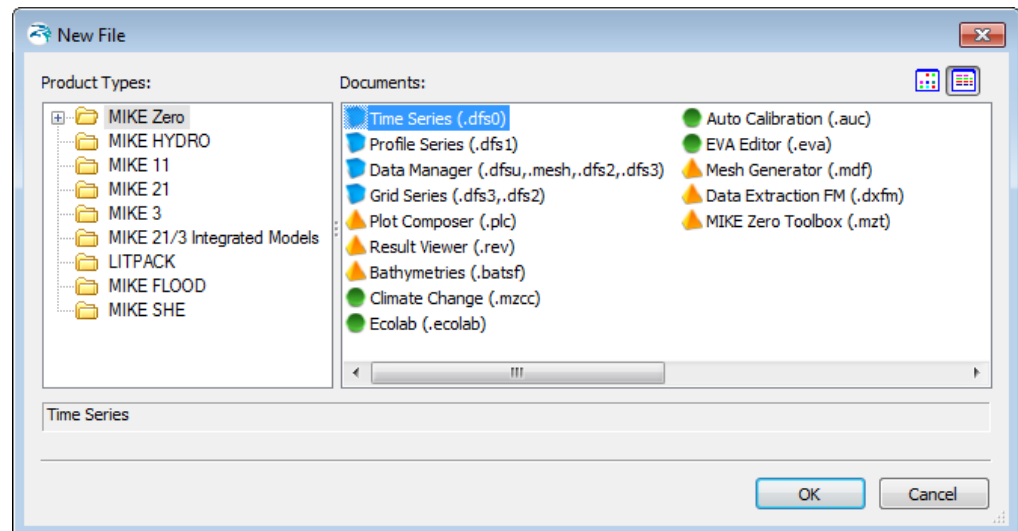 New File
Product Types:
Documents:
MIKE Zero
MIKE HYDRO
MIKE 11
MIKE 21
MIKE 3
MIKE 21/3 Integrated Models
LITPACK
MIKE FLOOD
MIKE SHE
Time Series (.dfs0)
Profile Series (.dfs1)
Data Manager (.dfsu,.mesh,.dfs2,.dfs3)
Grid Series (.dfs3,.dfs2)
Plot Composer (.plc)
Result Viewer (.rev)
Bathymetries (.batsf)
Climate Change (.mzcc)
Ecolab (.ecolab)
Auto Calibration (.auc)
EVA Editor (.eva)
Mesh Generator (.mdf)
Data Extraction FM (.dxfm)
MIKE Zero Toolbox (.mzt)
Time Series
OK
Cancel